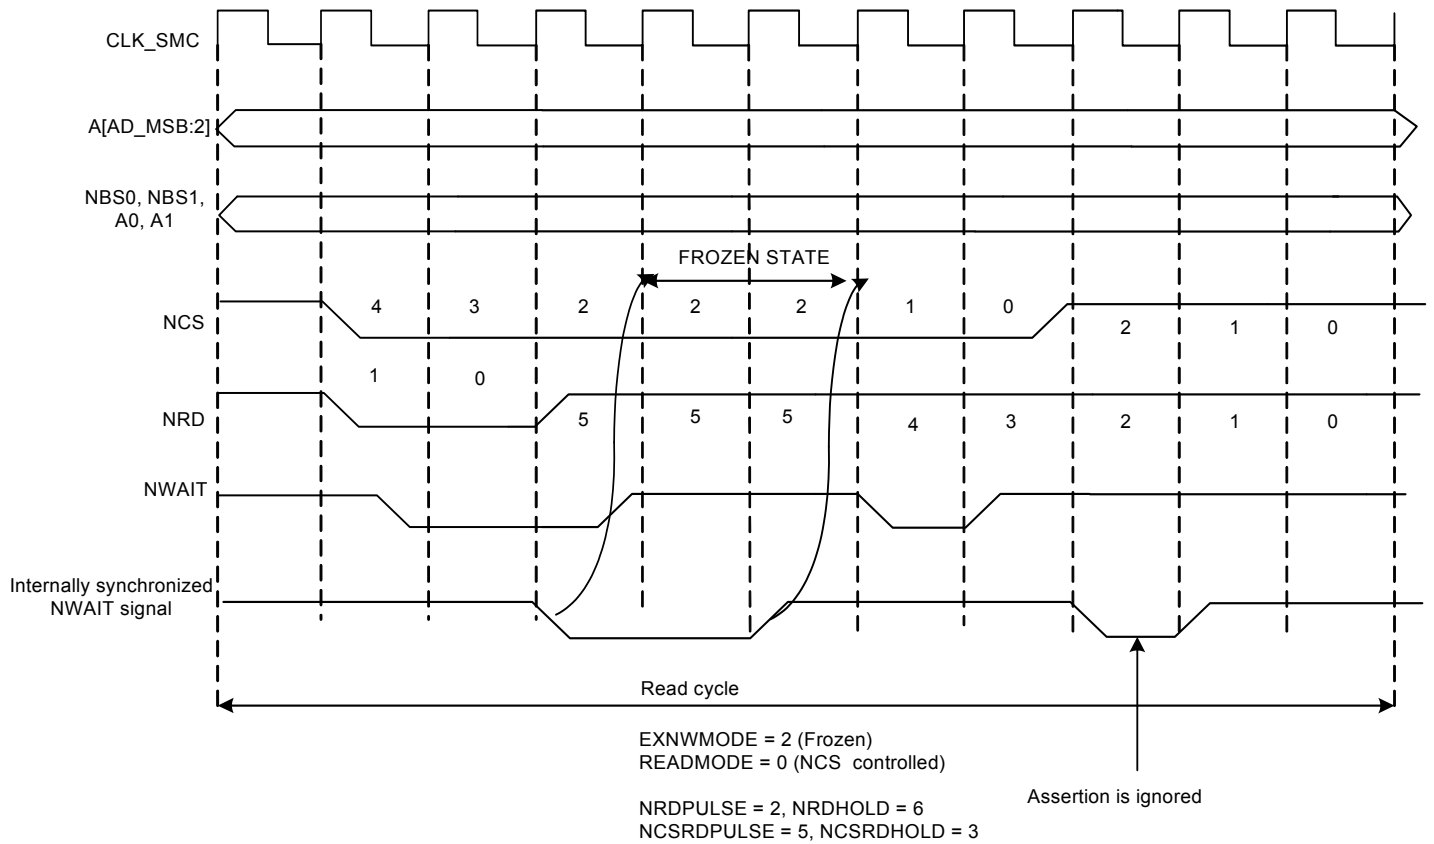 CLK_SMC
A[AD_MSB:2]
NBS0, NBS1,
A0, A1
FROZEN STATE
NCS
4 3 2 2 2 1 0
2 1 0
1 0
NRD
5 5 5 4 3 2 1 0
NWAIT
Internally synchronized
NWAIT signal
Read cycle
EXNWMODE = 2 (Frozen)
READMODE = 0 (NCS controlled)
Assertion is ignored
NRDPULSE = 2, NRDHOLD = 6
NCSRDPULSE = 5, NCSRDHOLD = 3